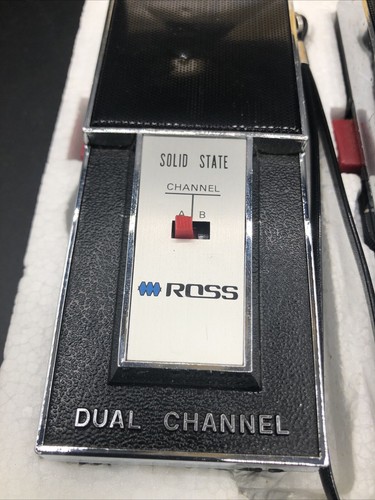 SOLID STATE
CHANNEL
A B
ROSS
DUAL CHANNEL